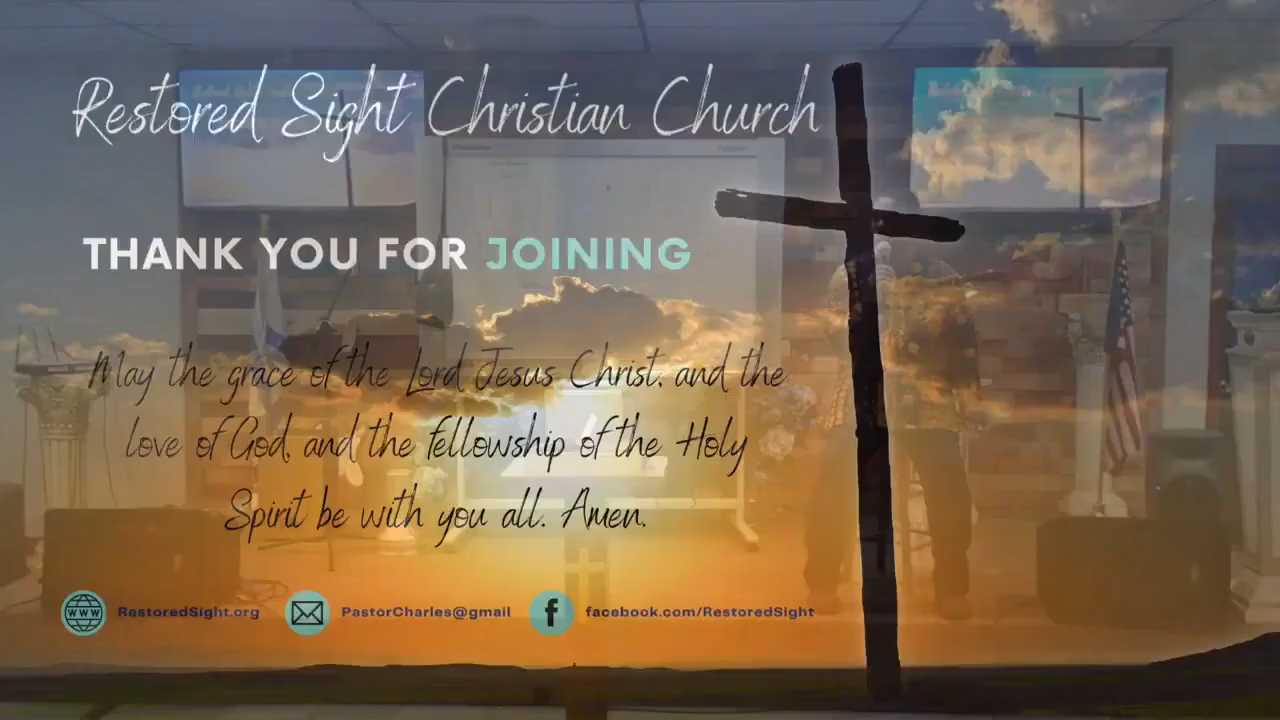 Restored Sight Christian Church
THANK YOU FOR JOINING
May the grace of the Lord Jesus Christ, and the
love of God, and the fellowship of the Holy
Spirit be with you all. Amen.
RestoredSight.org
PastorCharles@gmail
facebook.com/RestoredSight